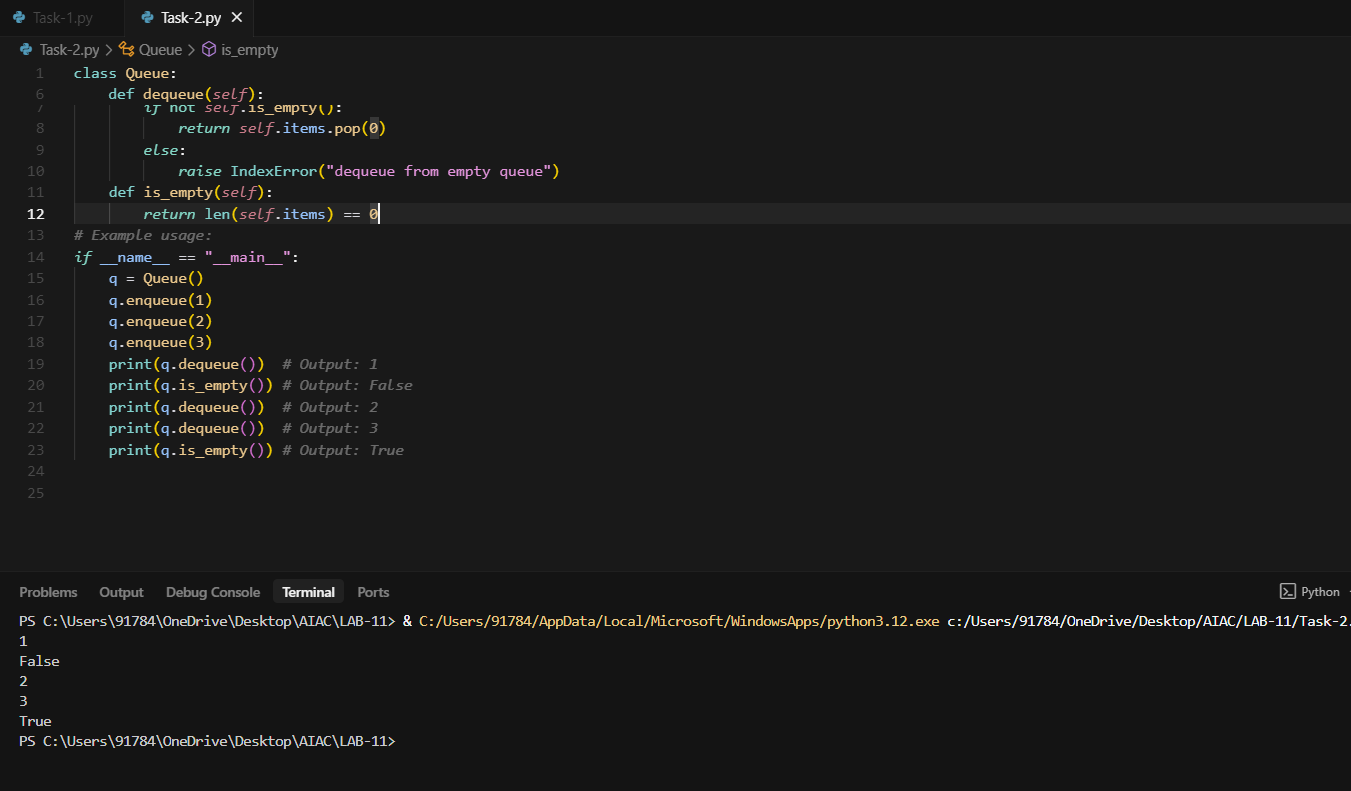 Task-1.py Task-2.py
Task-2.py > Queue > is_empty
1 class Queue:
6     def dequeue(self):
7         if not self.is_empty():
8             return self.items.pop(0)
9         else:
10             raise IndexError("dequeue from empty queue")
11     def is_empty(self):
12         return len(self.items) == 0
13 # Example usage:
14 if __name__ == "__main__":
15     q = Queue()
16     q.enqueue(1)
17     q.enqueue(2)
18     q.enqueue(3)
19     print(q.dequeue())  # Output: 1
20     print(q.is_empty()) # Output: False
21     print(q.dequeue())  # Output: 2
22     print(q.dequeue())  # Output: 3
23     print(q.is_empty()) # Output: True
24
25
Problems Output Debug Console Terminal Ports Python
PS C:\Users\91784\OneDrive\Desktop\AIAC\LAB-11> & C:/Users/91784/AppData/Local/Microsoft/WindowsApps/python3.12.exe c:/Users/91784/OneDrive/Desktop/AIAC/LAB-11/Task-2.
1
False
2
3
True
PS C:\Users\91784\OneDrive\Desktop\AIAC\LAB-11>